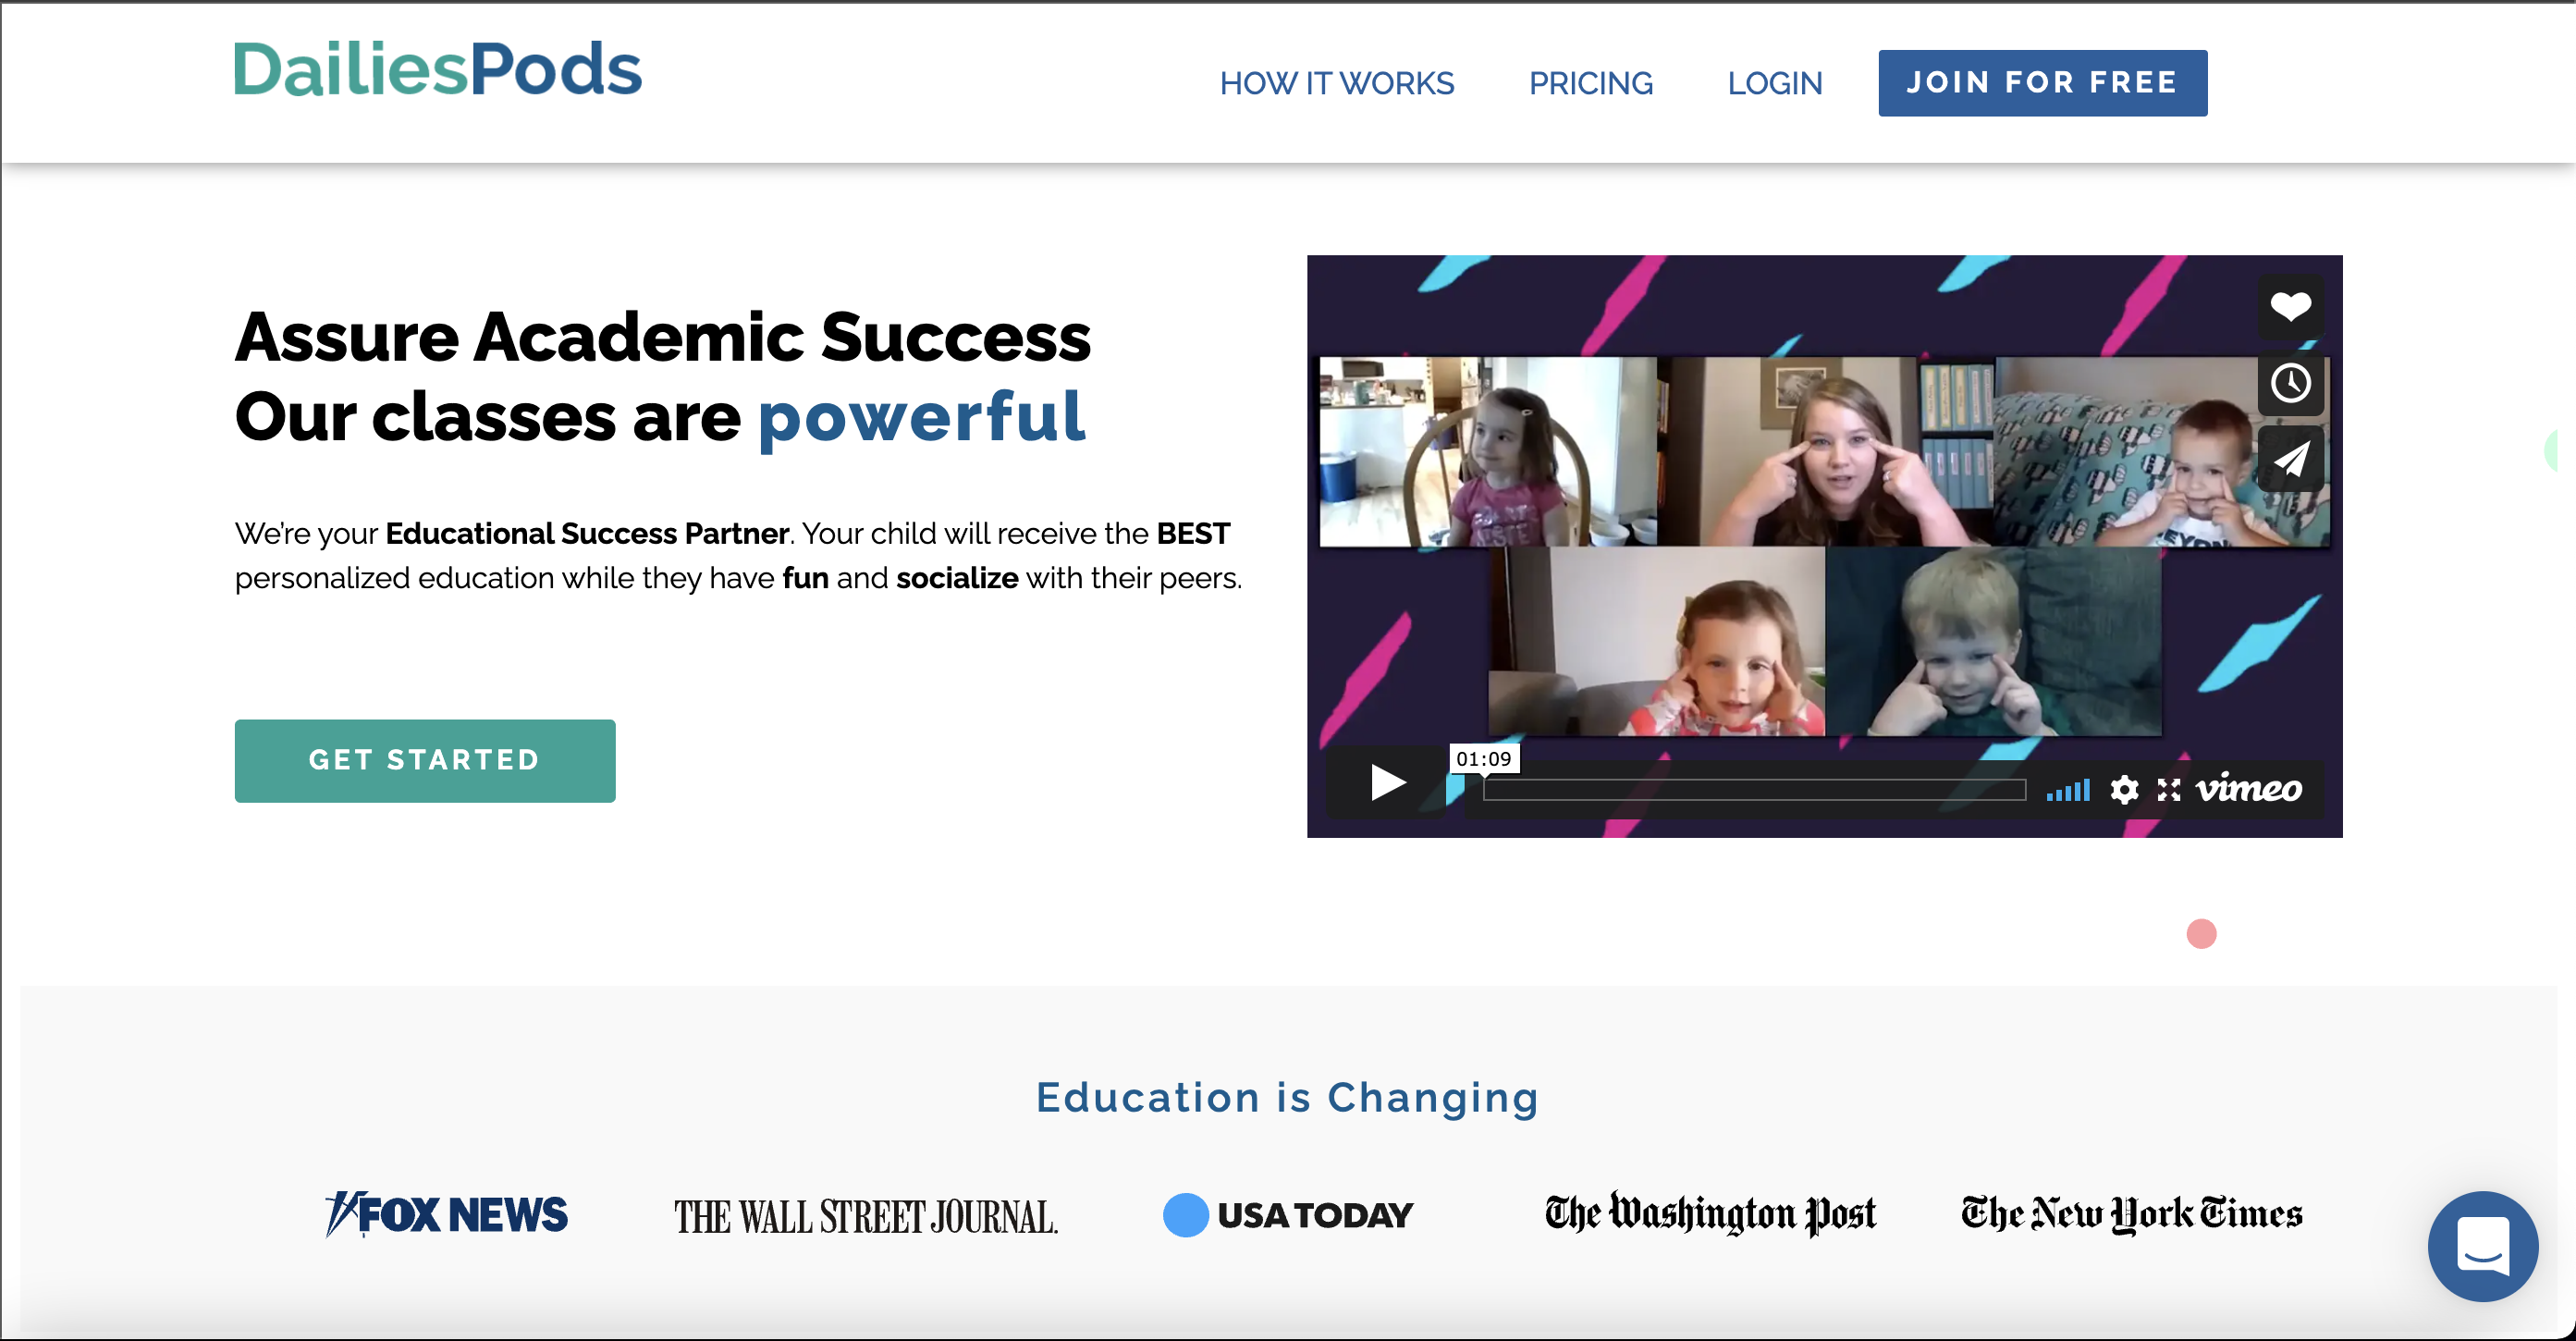 DailiesPods
HOW IT WORKS
PRICING
LOGIN
JOIN FOR FREE
Assure Academic Success
Our classes are powerful
We're your Educational Success Partner. Your child will receive the BEST
personalized education while they have fun and socialize with their peers.
GET STARTED
01:09
vimeo
Education is Changing
FOX NEWS
THE WALL STREET JOURNAL.
USA TODAY
The Washington Post
The New York Times